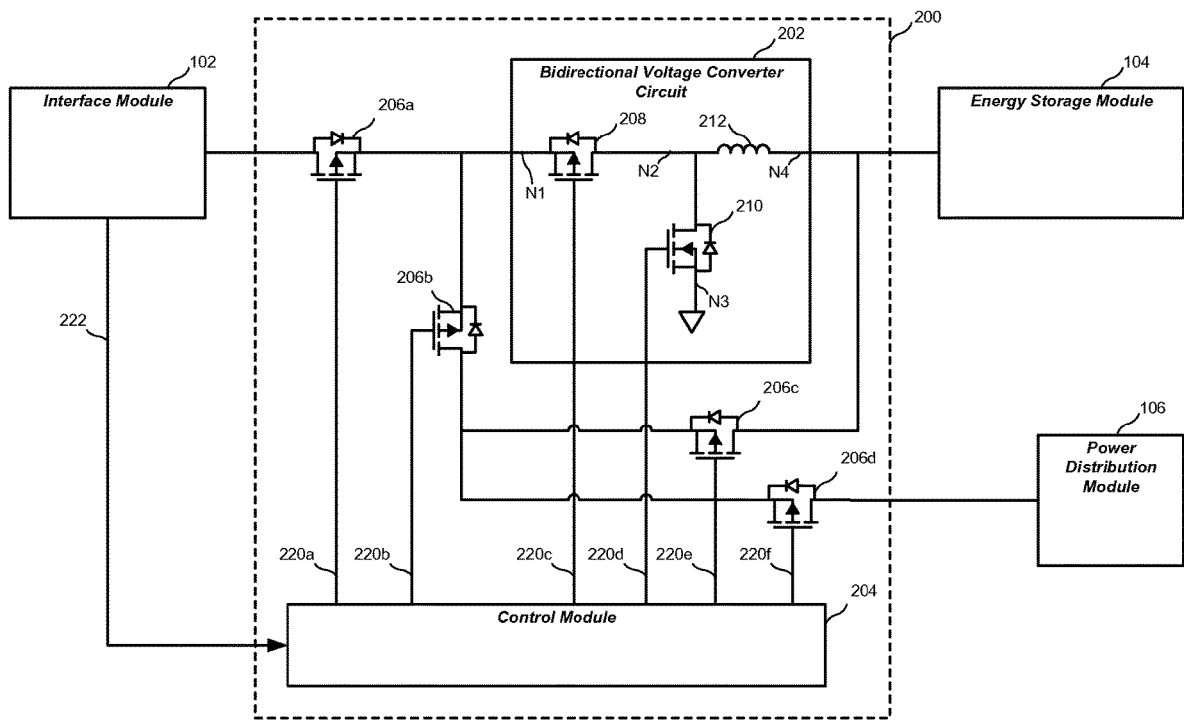 200
202
102
Bidirectional Voltage Converter
Circuit
104
Interface Module
206a
208
212
Energy Storage Module
N1
N2
N4
210
206b
N3
222
206c
106
Power
Distribution
Module
206d
220a
220b
220c
220d
220e
220f
204
Control Module